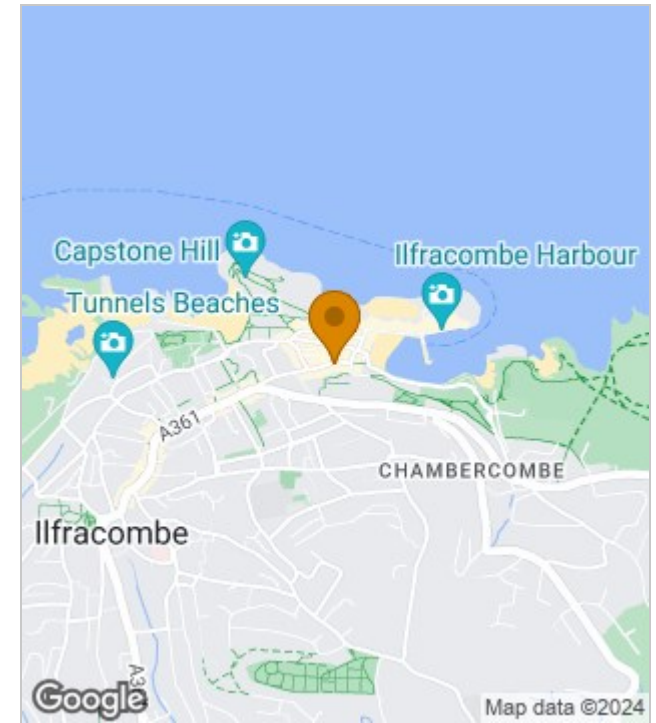 Capstone Hill
Ilfracombe Harbour
Tunnels Beaches
A361
CHAMBERCOMBE
Ilfracombe
Google
Map data ©2024